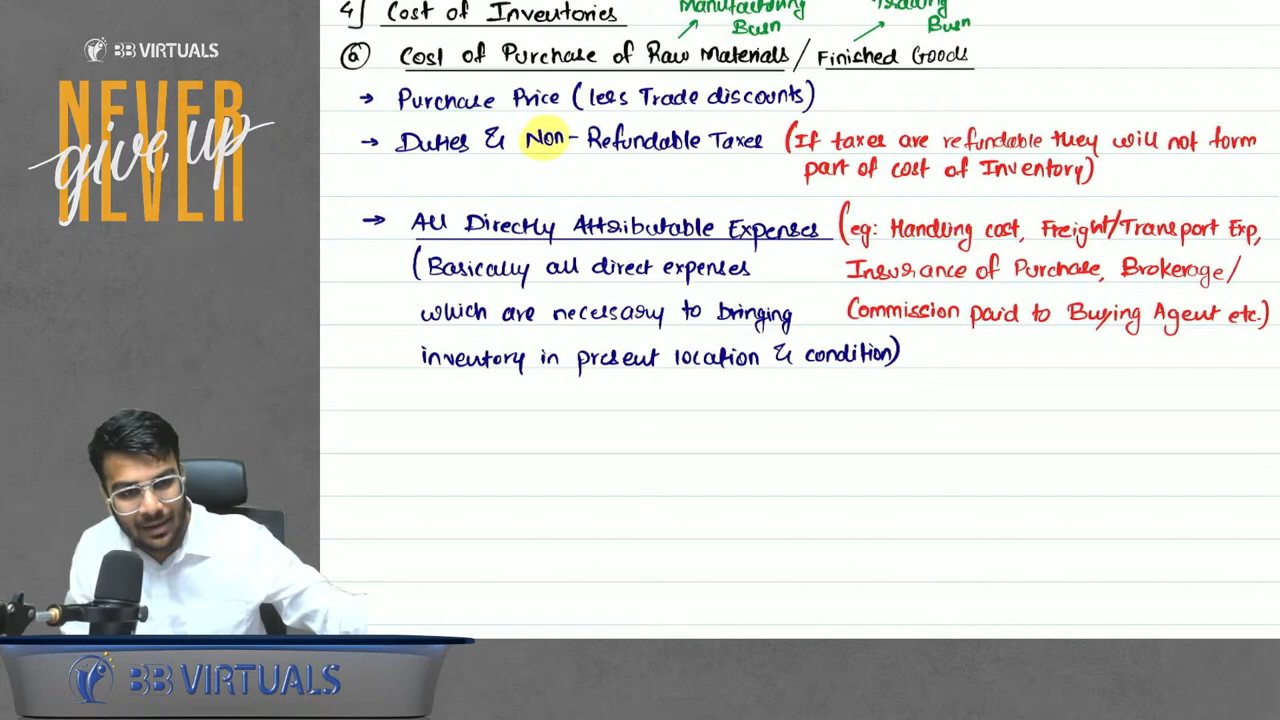 BB VIRTUALS
NEVER
give up
NEVER
4] Cost of Inventories
Manufacturing
Busn
Trading
Busn
a Cost of Purchase of Raw Materials / Finished Goods
→ Purchase Price (less Trade discounts)
→ Duties & Non-Refundable Taxes (If taxes are refundable they will not form
part of cost of Inventory)
→ All Directly Attributable Expenses (eg: Handling cost, Freight/Transport Exp,
Insurance of Purchase, Brokerage/
Commission paid to Buying Agent etc.)
(Basically all direct expenses
which are necessary to bringing
inventory in present location & condition)
BB VIRTUALS